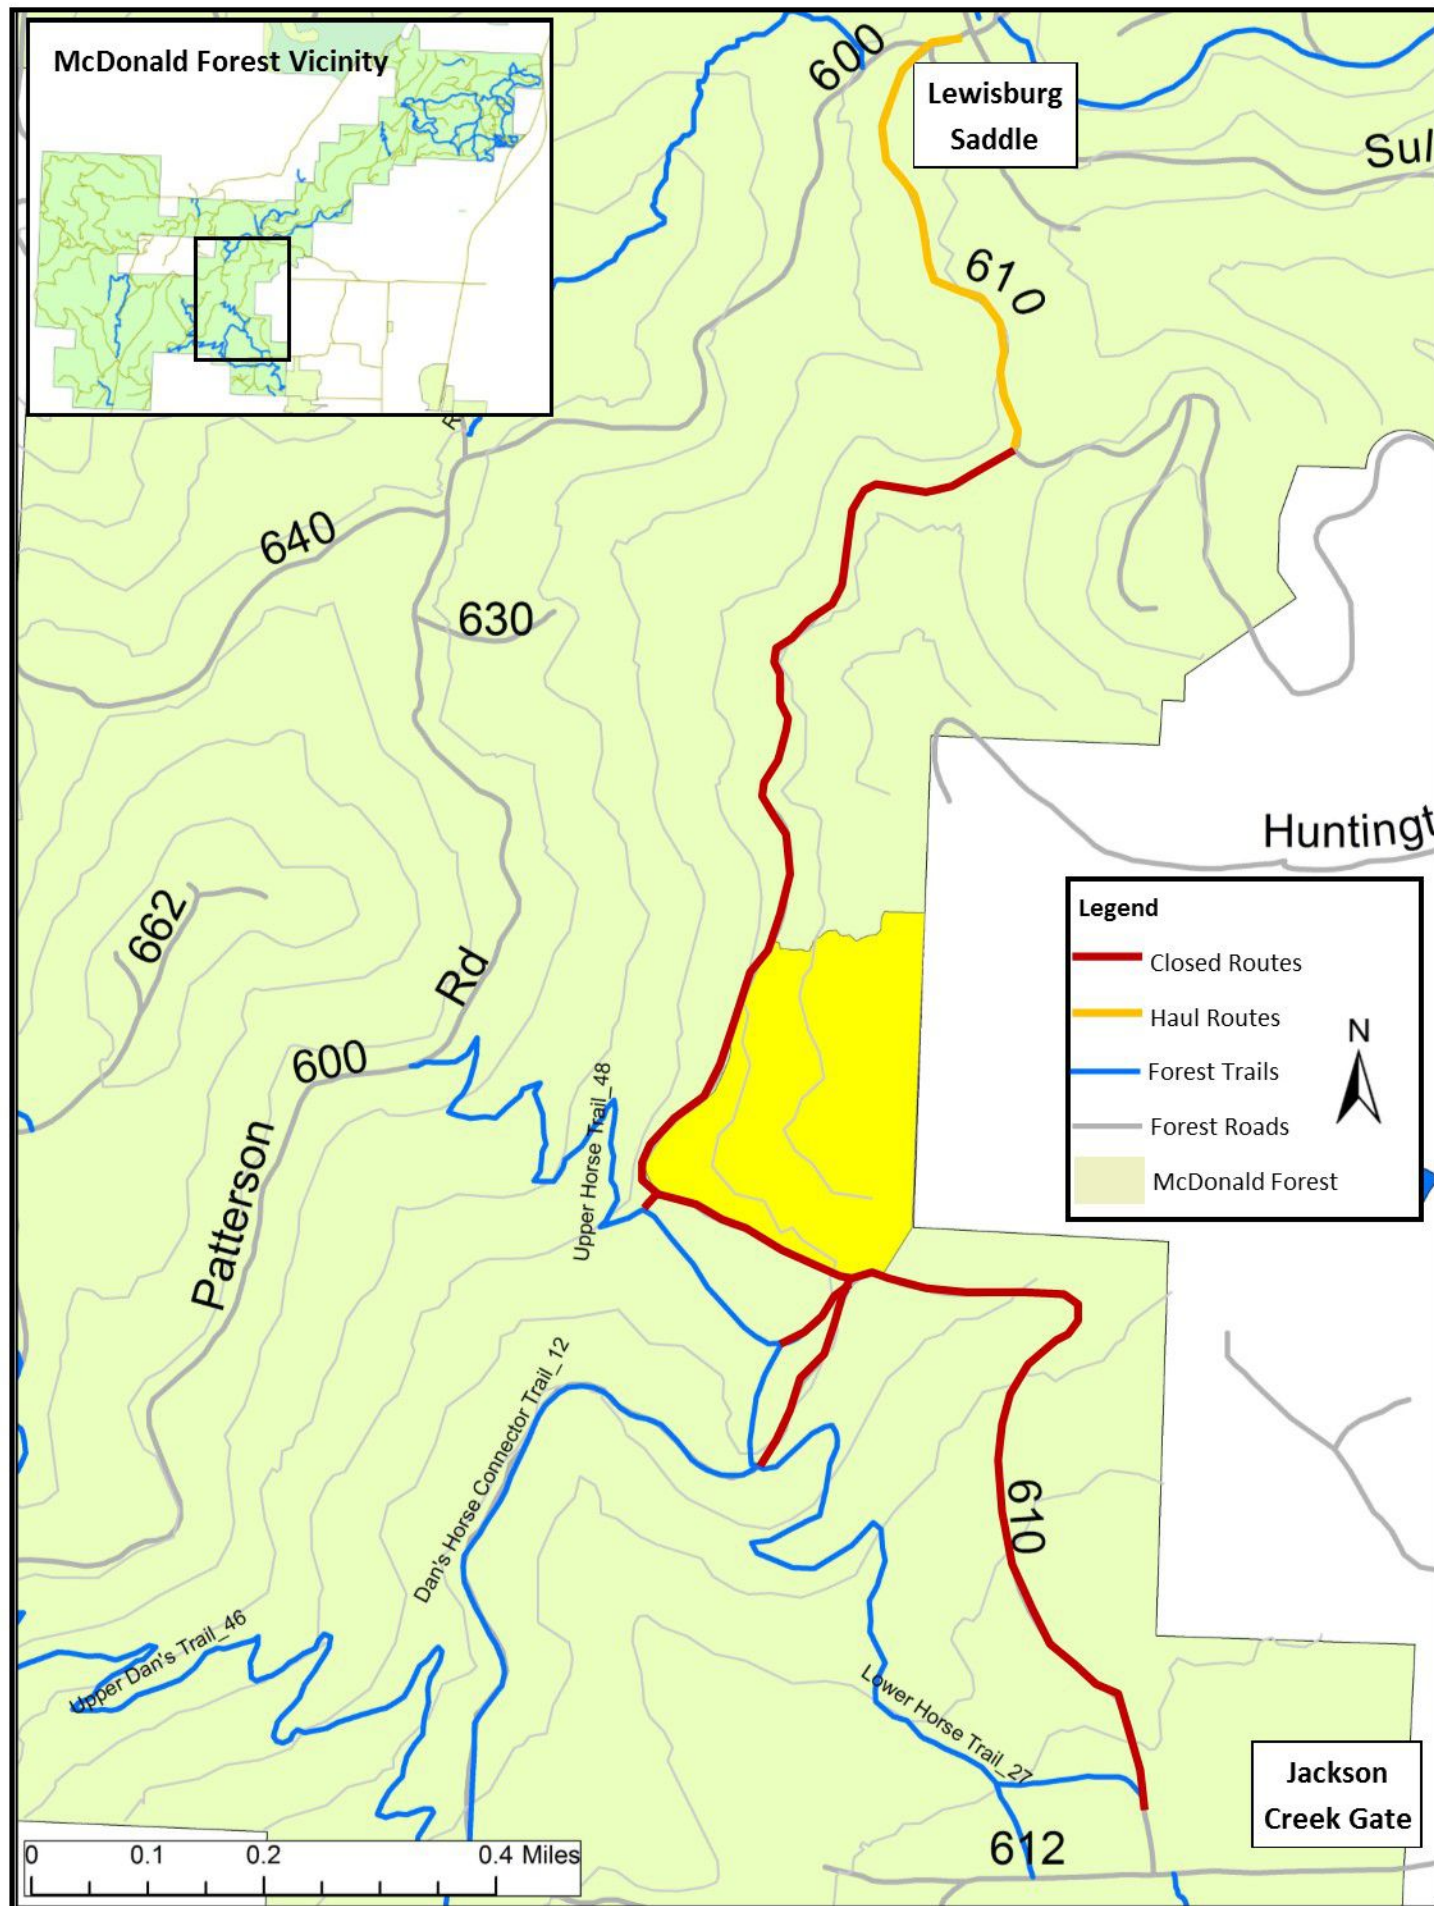 McDonald Forest Vicinity
600
Lewisburg
Saddle
Sul
610
R
640
630
Huntingt
662
Rd
600
Patterson
Upper Horse Trail_48
Legend
Closed Routes
Haul Routes
Forest Trails
Forest Roads
McDonald Forest
N
Dan's Horse Connector Trail_12
610
Upper Dan's Trail_46
Lower Horse Trail_27
Jackson
Creek Gate
612
0 0.1 0.2 0.4 Miles